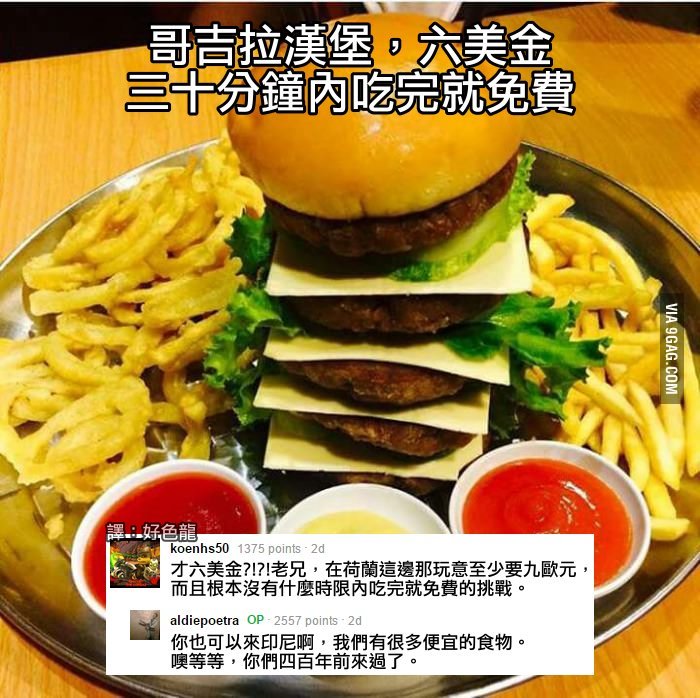 哥吉拉漢堡，六美金
三十分鐘內吃完就免費
VIA 9GAG.COM
譯：好色龍
koenhs50 1375 points · 2d
才六美金?!?!老兄，在荷蘭這邊那玩意至少要九歐元，
而且根本沒有什麼時限內吃完就免費的挑戰。
aldiepoetra OP · 2557 points · 2d
你也可以來印尼啊，我們有很多便宜的食物。
噢等等，你們四百年前來過了。